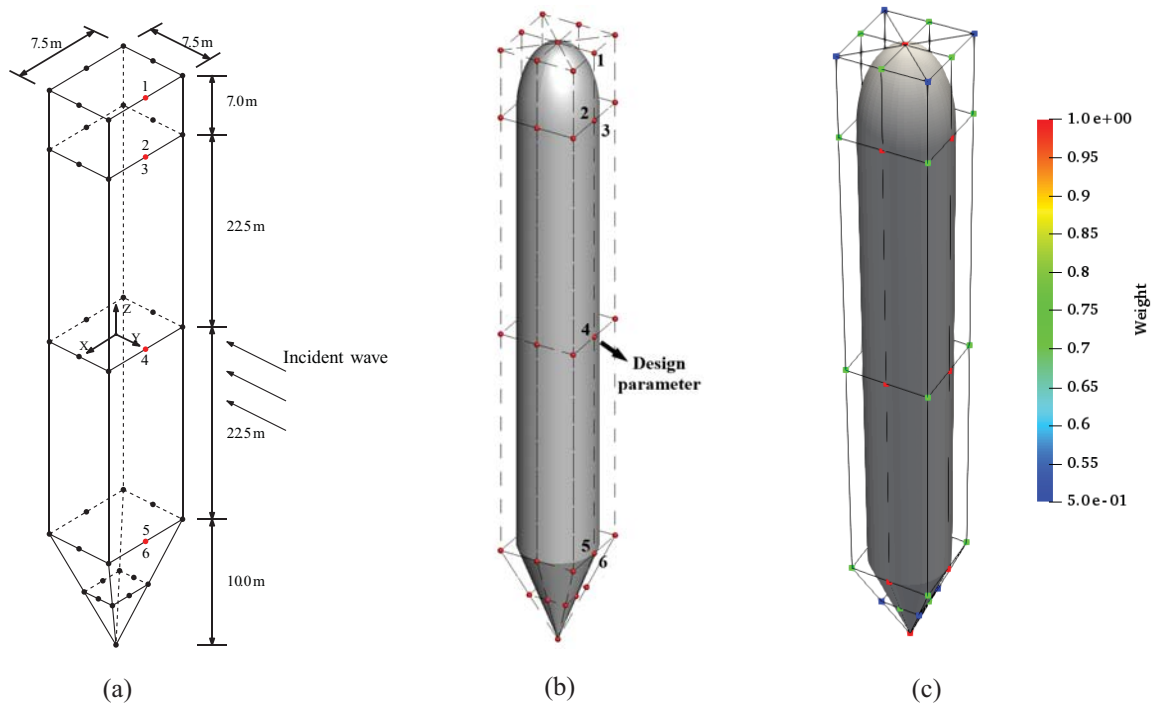 7.5m
7.5m
1
7.0m
2
3
22.5m
Z
X
Y
4
Incident wave
22.5m
5
6
10.0m
(a)
1
2
3
4
Design
parameter
5
6
(b)
1.0e+00
0.95
0.9
0.85
0.8
0.75
0.7
0.65
0.6
0.55
5.0e-01
Weight
(c)